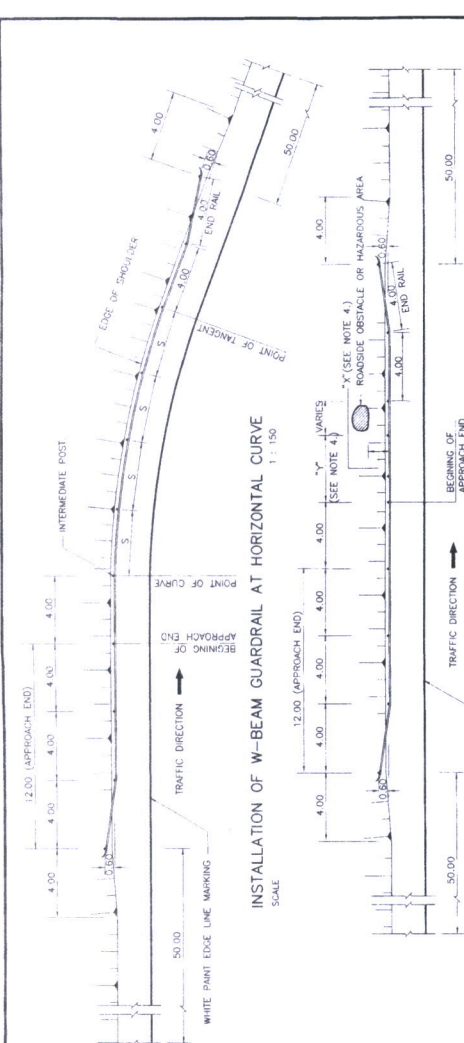 INTERMEDIATE POST
EDGE OF SHOULDER
4.00
0.60
4.00
END RAIL
4.00
S
S
S
S
POINT OF TANGENT
50.00
12.00 (APPROACH END)
4.00
4.00
4.00
4.00
4.00
0.60
BEGINING OF
APPROACH END
POINT OF CURVE
TRAFFIC DIRECTION
50.00
WHITE PAINT EDGE LINE MARKING
INSTALLATION OF W-BEAM GUARDRAIL AT HORIZONTAL CURVE
SCALE
1 : 150
12.00 (APPROACH END)
4.00
4.00
4.00
4.00
4.00
"Y"
(SEE NOTE 4.)
VARIES
"X" (SEE NOTE 4.)
ROADSIDE OBSTACLE OR HAZARDOUS AREA
4.00
0.60
4.00
END RAIL
4.00
0.60
50.00
50.00
BEGINING OF
APPROACH END
TRAFFIC DIRECTION